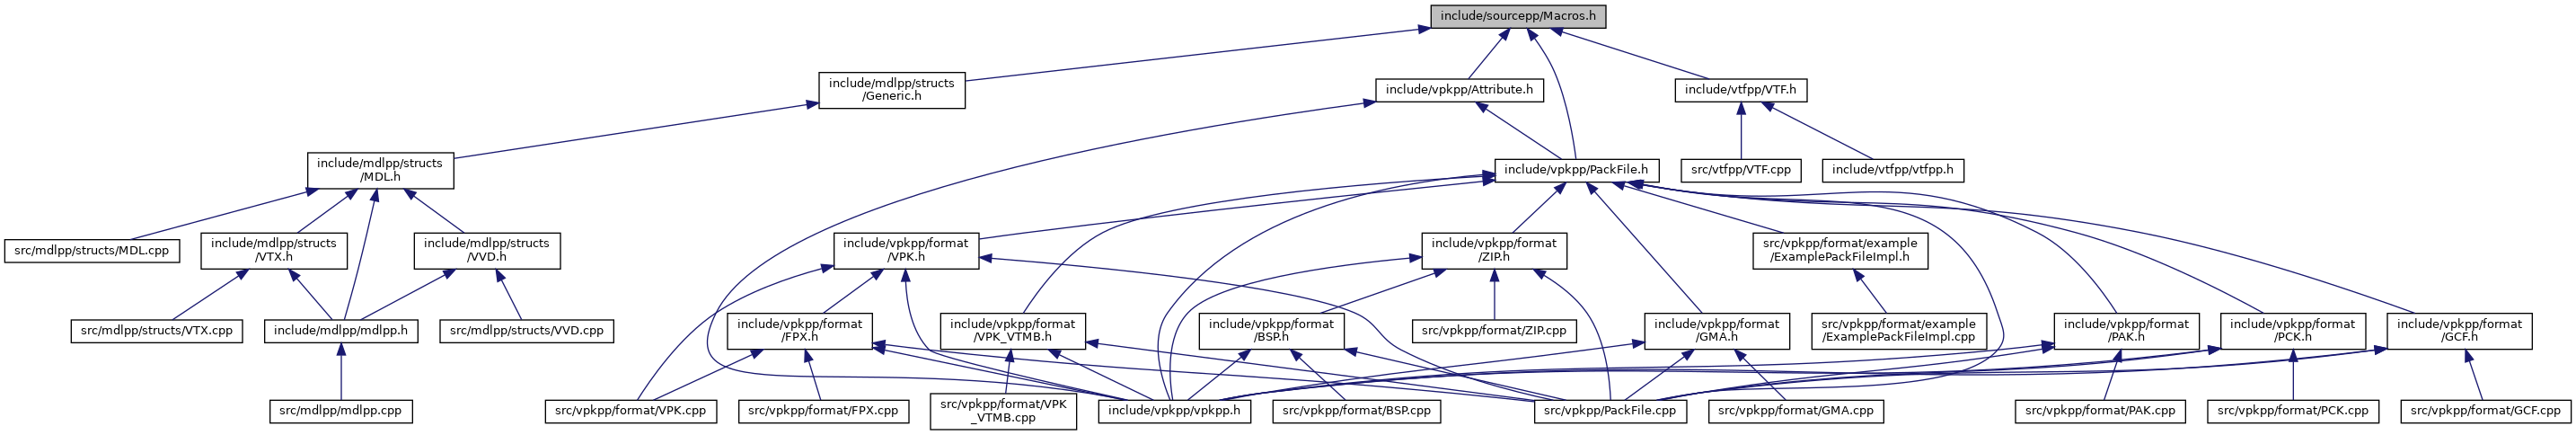 include/sourcepp/Macros.h
include/mdlpp/structs
/Generic.h
include/vpkpp/Attribute.h
include/vtfpp/VTF.h
include/mdlpp/structs
/MDL.h
include/vpkpp/PackFile.h
src/vtfpp/VTF.cpp
include/vtfpp/vtfpp.h
src/mdlpp/structs/MDL.cpp
include/mdlpp/structs
/VTX.h
include/mdlpp/structs
/VVD.h
include/vpkpp/format
/VPK.h
include/vpkpp/format
/ZIP.h
src/vpkpp/format/example
/ExamplePackFileImpl.h
src/mdlpp/structs/VTX.cpp
include/mdlpp/mdlpp.h
src/mdlpp/structs/VVD.cpp
include/vpkpp/format
/FPX.h
include/vpkpp/format
/VPK_VTMB.h
include/vpkpp/format
/BSP.h
src/vpkpp/format/ZIP.cpp
include/vpkpp/format
/GMA.h
src/vpkpp/format/example
/ExamplePackFileImpl.cpp
include/vpkpp/format
/PAK.h
include/vpkpp/format
/PCK.h
include/vpkpp/format
/GCF.h
src/mdlpp/mdlpp.cpp
src/vpkpp/format/VPK.cpp
src/vpkpp/format/FPX.cpp
src/vpkpp/format/VPK
_VTMB.cpp
include/vpkpp/vpkpp.h
src/vpkpp/format/BSP.cpp
src/vpkpp/PackFile.cpp
src/vpkpp/format/GMA.cpp
src/vpkpp/format/PAK.cpp
src/vpkpp/format/PCK.cpp
src/vpkpp/format/GCF.cpp